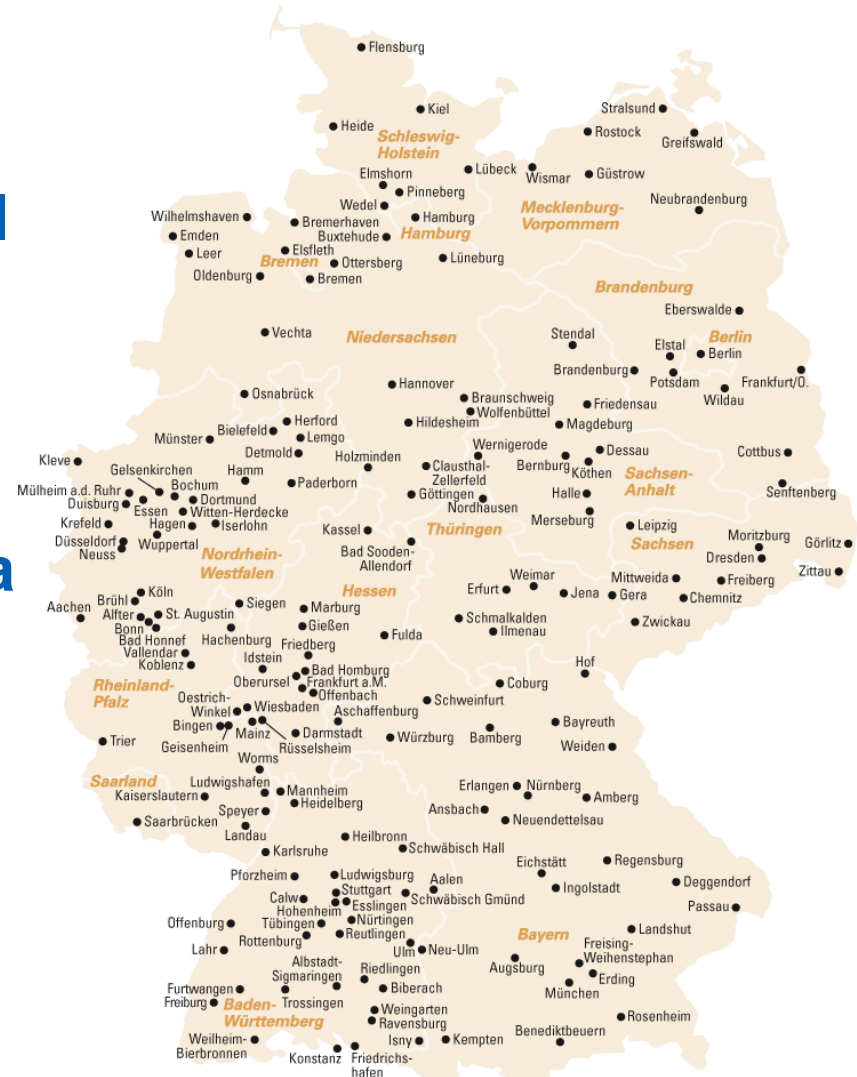 Flensburg
Kiel
Stralsund
Heide
Rostock
Greifswald
Schleswig-
Holstein
Lübeck
Wismar
Güstrow
Elmshorn
Pinneberg
Neubrandenburg
Wedel
Mecklenburg-
Vorpommern
Wilhelmshaven
Bremerhaven
Hamburg
Emden
Buxtehude
Hamburg
Leer
Elsfleth
Bremen
Ottersberg
Lüneburg
Oldenburg
Bremen
Brandenburg
Eberswalde
Vechta
Niedersachsen
Stendal
Elstal
Berlin
Berlin
Brandenburg
Potsdam
Frankfurt/O.
Wildau
Hannover
Osnabrück
Braunschweig
Wolfenbüttel
Friedensau
Herford
Hildesheim
Magdeburg
Bielefeld
Lemgo
Münster
Wernigerode
Dessau
Detmold
Holzminden
Cottbus
Kleve
Bernburg
Köthen
Gelsenkirchen
Hamm
Clausthal-
Zellerfeld
Sachsen-
Anhalt
Bochum
Paderborn
Senftenberg
Mülheim a.d. Ruhr
Dortmund
Göttingen
Halle
Duisburg
Essen
Witten-Herdecke
Nordhausen
Merseburg
Krefeld
Hagen
Iserlohn
Kassel
Thüringen
Leipzig
Moritzburg
Düsseldorf
Wuppertal
Sachsen
Görlitz
Neuss
Nordrhein-
Westfalen
Bad Sooden-
Allendorf
Dresden
Zittau
Hessen
Weimar
Mittweida
Freiberg
Köln
Erfurt
Jena
Gera
Chemnitz
Brühl
Siegen
Marburg
Aachen
Alfter
St. Augustin
Schmalkalden
Zwickau
Bonn
Gießen
Ilmenau
Bad Honnef
Hachenburg
Fulda
Vallendar
Friedberg
Koblenz
Idstein
Hof
Bad Homburg
Oberursel
Frankfurt a.M.
Coburg
Rheinland-
Pfalz
Offenbach
Oestrich-
Winkel
Wiesbaden
Schweinfurt
Aschaffenburg
Bingen
Mainz
Bayreuth
Trier
Geisenheim
Rüsselsheim
Darmstadt
Würzburg
Bamberg
Weiden
Worms
Saarland
Ludwigshafen
Mannheim
Erlangen
Nürnberg
Kaiserslautern
Heidelberg
Amberg
Speyer
Ansbach
Saarbrücken
Neuendettelsau
Landau
Heilbronn
Karlsruhe
Schwäbisch Hall
Eichstätt
Regensburg
Pforzheim
Ludwigsburg
Aalen
Deggendorf
Stuttgart
Ingolstadt
Calw
Esslingen
Schwäbisch Gmünd
Passau
Hohenheim
Nürtingen
Offenburg
Tübingen
Landshut
Rottenburg
Reutlingen
Bayern
Lahr
Ulm
Neu-Ulm
Freising-
Weihenstephan
Albstadt-
Sigmaringen
Riedlingen
Augsburg
Erding
Furtwangen
Biberach
München
Freiburg
Trossingen
Baden-
Württemberg
Weingarten
Ravensburg
Rosenheim
Weilheim-
Bierbronnen
Benediktbeuern
Isny
Kempten
Konstanz
Friedrichs-
hafen